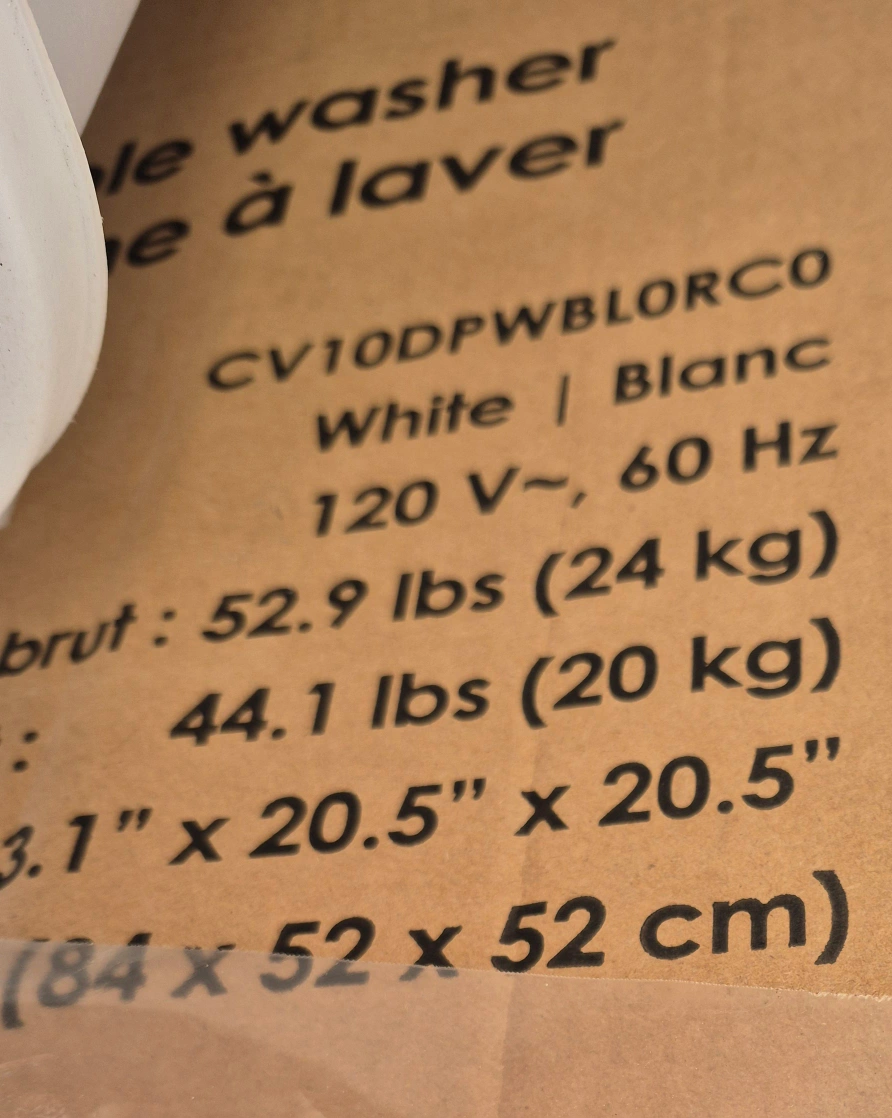 le washer
e à laver
CV10DPWBL0RC0
White | Blanc
120 V~, 60 Hz
brut : 52.9 lbs (24 kg)
: 44.1 lbs (20 kg)
3.1” x 20.5” x 20.5”
(84 x 52 x 52 cm)